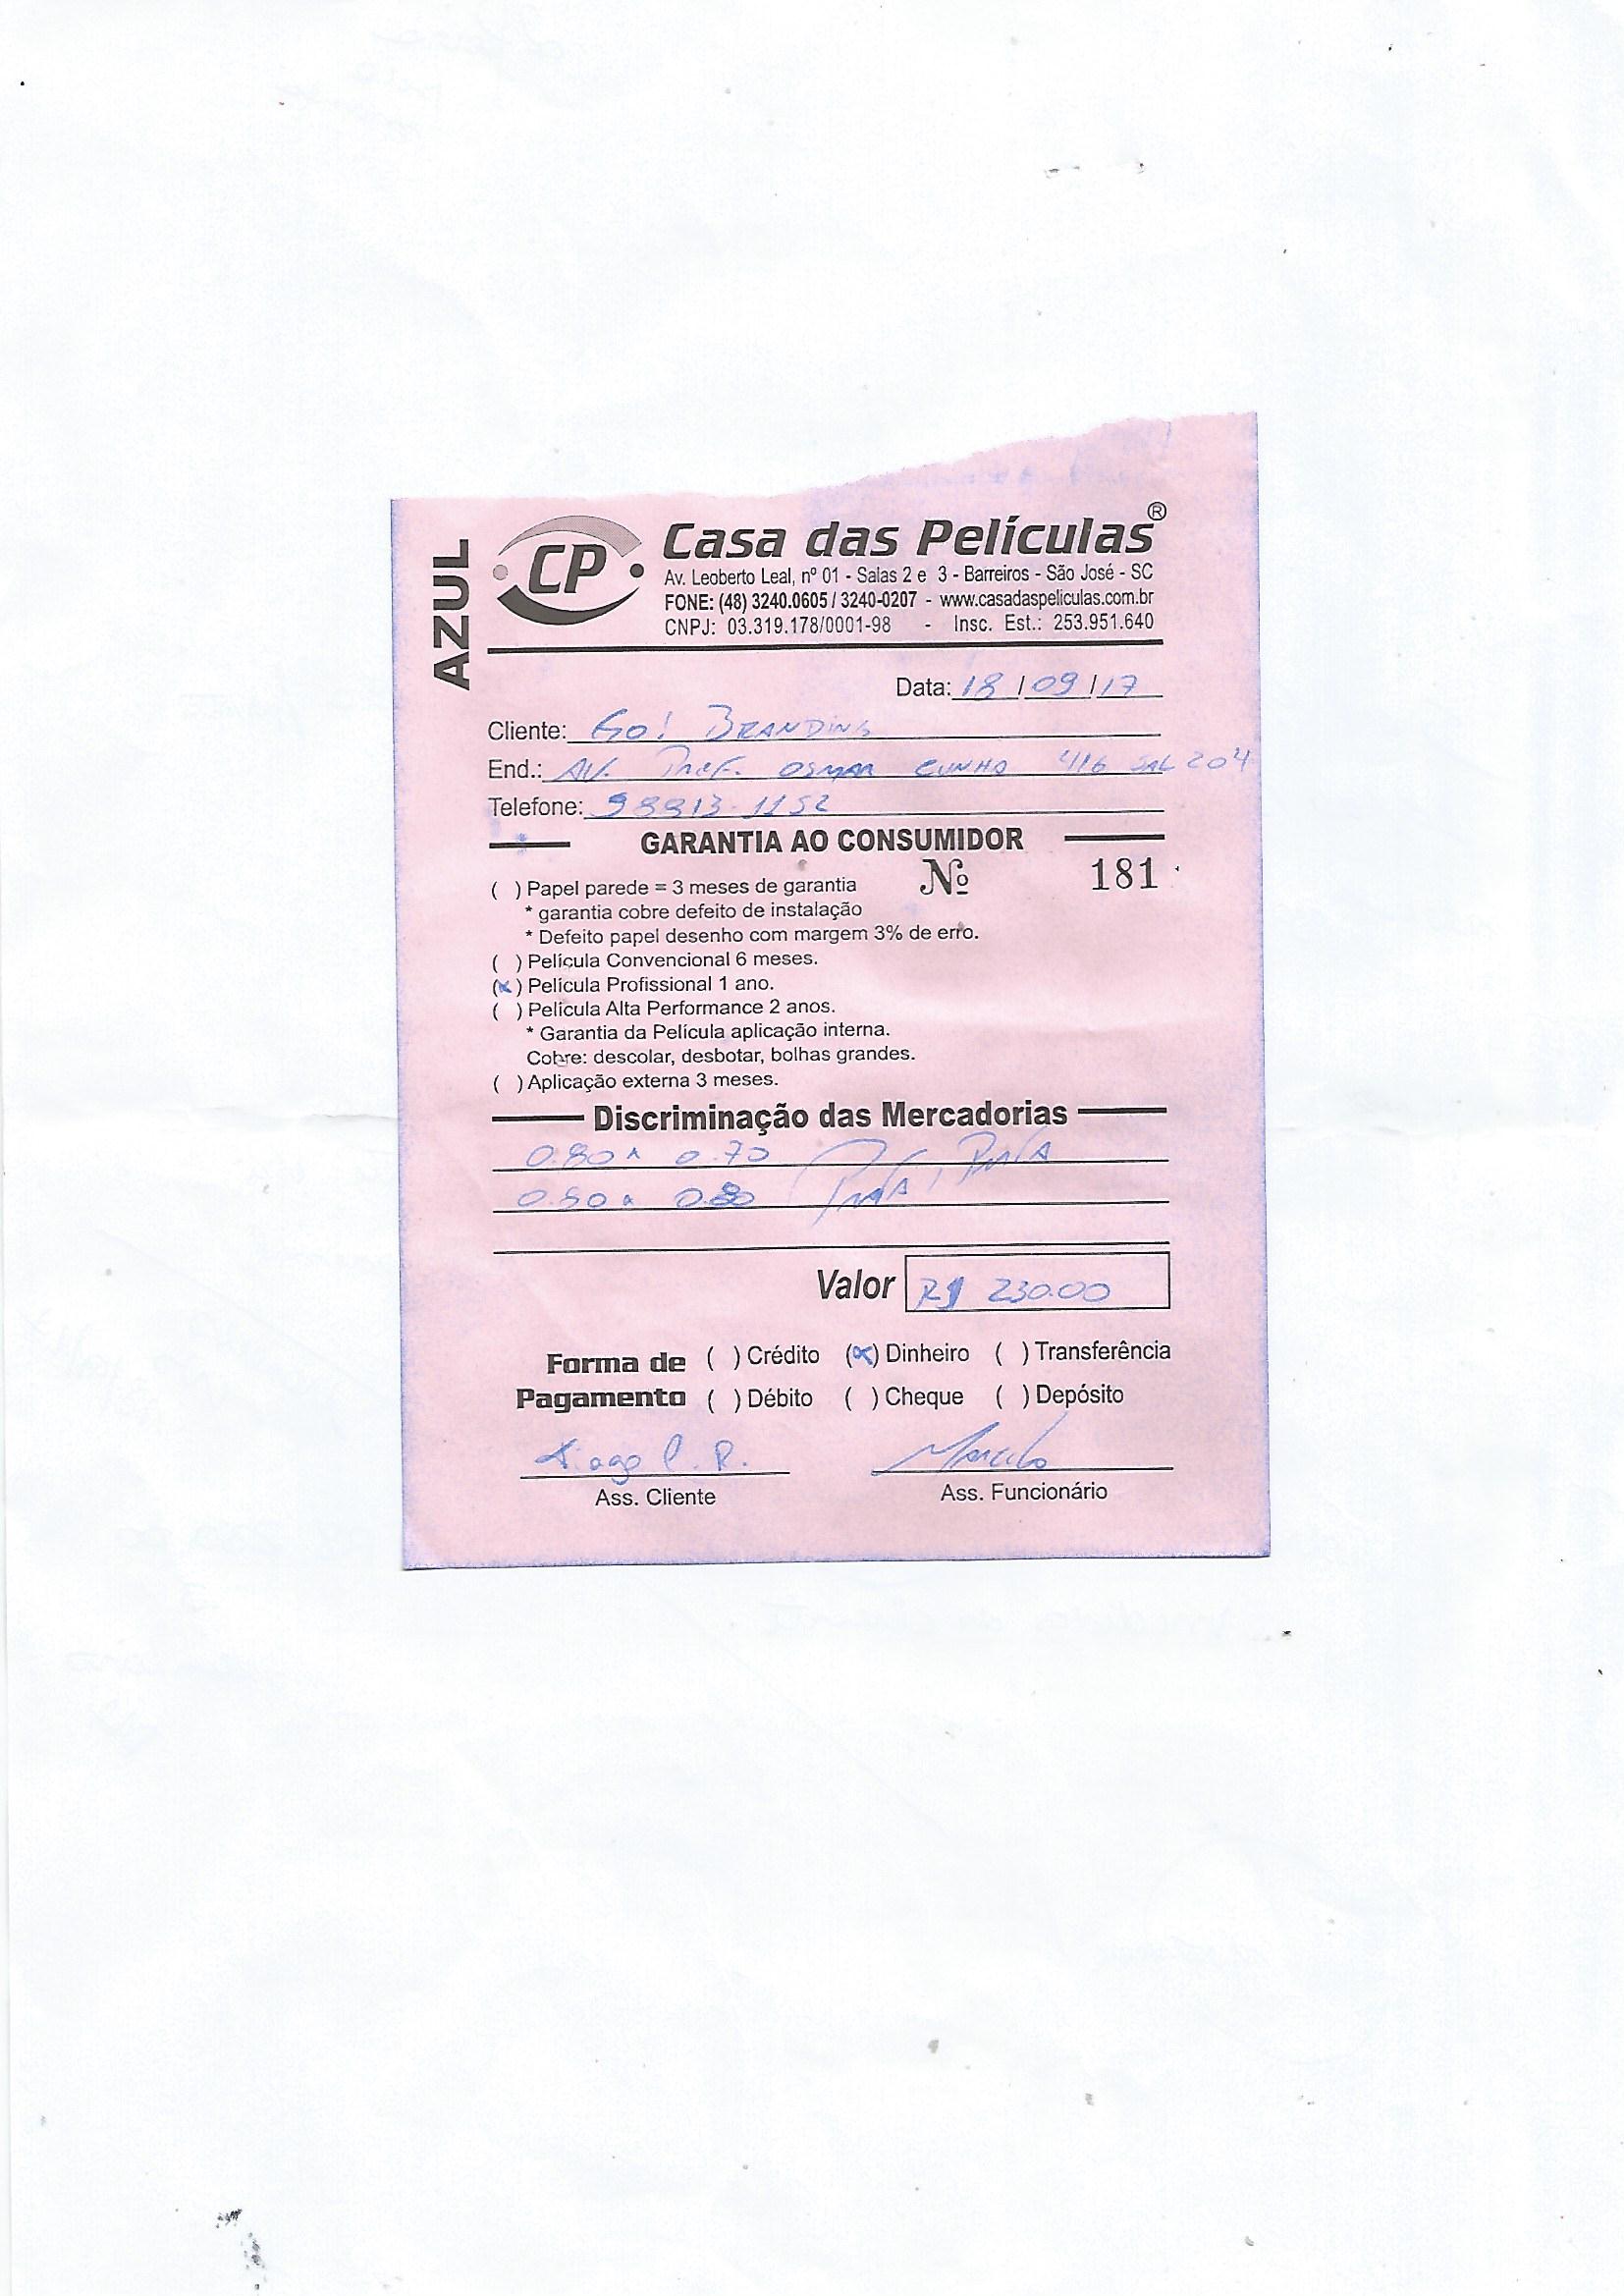 AZUL
CP
Casa das Películas®
Av. Leoberto Leal, nº 01 - Salas 2 e 3 - Barreiros - São José - SC
FONE: (48) 3240.0605 / 3240-0207 - www.casadaspeliculas.com.br
CNPJ: 03.319.178/0001-98 - Insc. Est.: 253.951.640
Data: 18/09/17
Cliente: GO! BRANDING
End.: AV. PROF. OSMAR CUNHA 416 SAL 204
Telefone: 98813-1152
GARANTIA AO CONSUMIDOR
Nº 181
( ) Papel parede = 3 meses de garantia
* garantia cobre defeito de instalação
* Defeito papel desenho com margem 3% de erro.
( ) Película Convencional 6 meses.
(x) Película Profissional 1 ano.
( ) Película Alta Performance 2 anos.
* Garantia da Película aplicação interna.
Cobre: descolar, desbotar, bolhas grandes.
( ) Aplicação externa 3 meses.
Discriminação das Mercadorias
0.80 x 0.70
x 0.80
Valor R$ 230.00
Forma de Pagamento
( ) Crédito (x) Dinheiro ( ) Transferência
( ) Débito ( ) Cheque ( ) Depósito
Tiago C. R. Marcelo
Ass. Cliente Ass. Funcionário